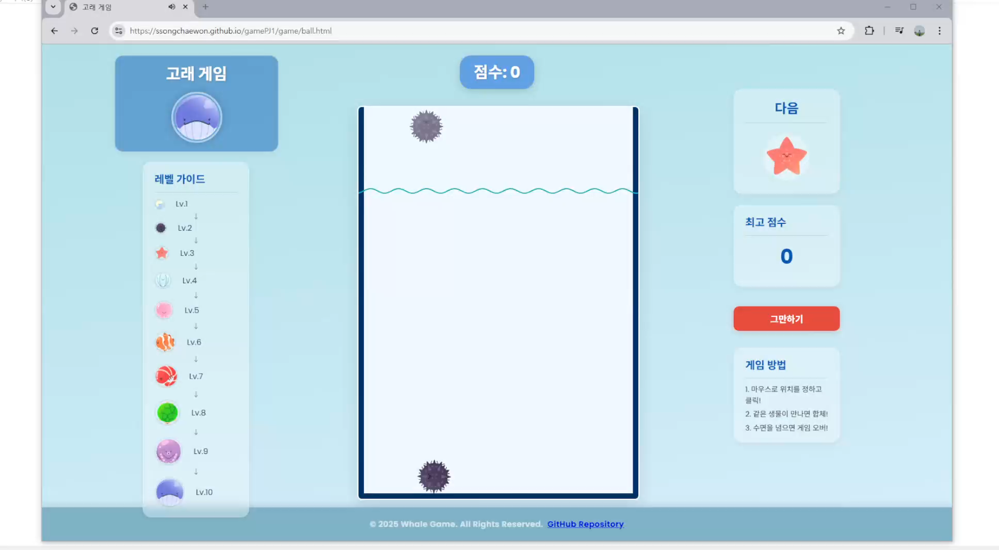 고래 게임
https://ssongchaewon.github.io/gamePJ1/game/ball.html
고래 게임
레벨 가이드
Lv.1
↓
Lv.2
↓
Lv.3
↓
Lv.4
↓
Lv.5
↓
Lv.6
↓
Lv.7
↓
Lv.8
↓
Lv.9
↓
Lv.10
점수: 0
다음
최고 점수
0
그만하기
게임 방법
1. 마우스로 위치를 정하고
클릭!
2. 같은 생물이 만나면 합체!
3. 수면을 넘으면 게임 오버!
© 2025 Whale Game. All Rights Reserved. GitHub Repository